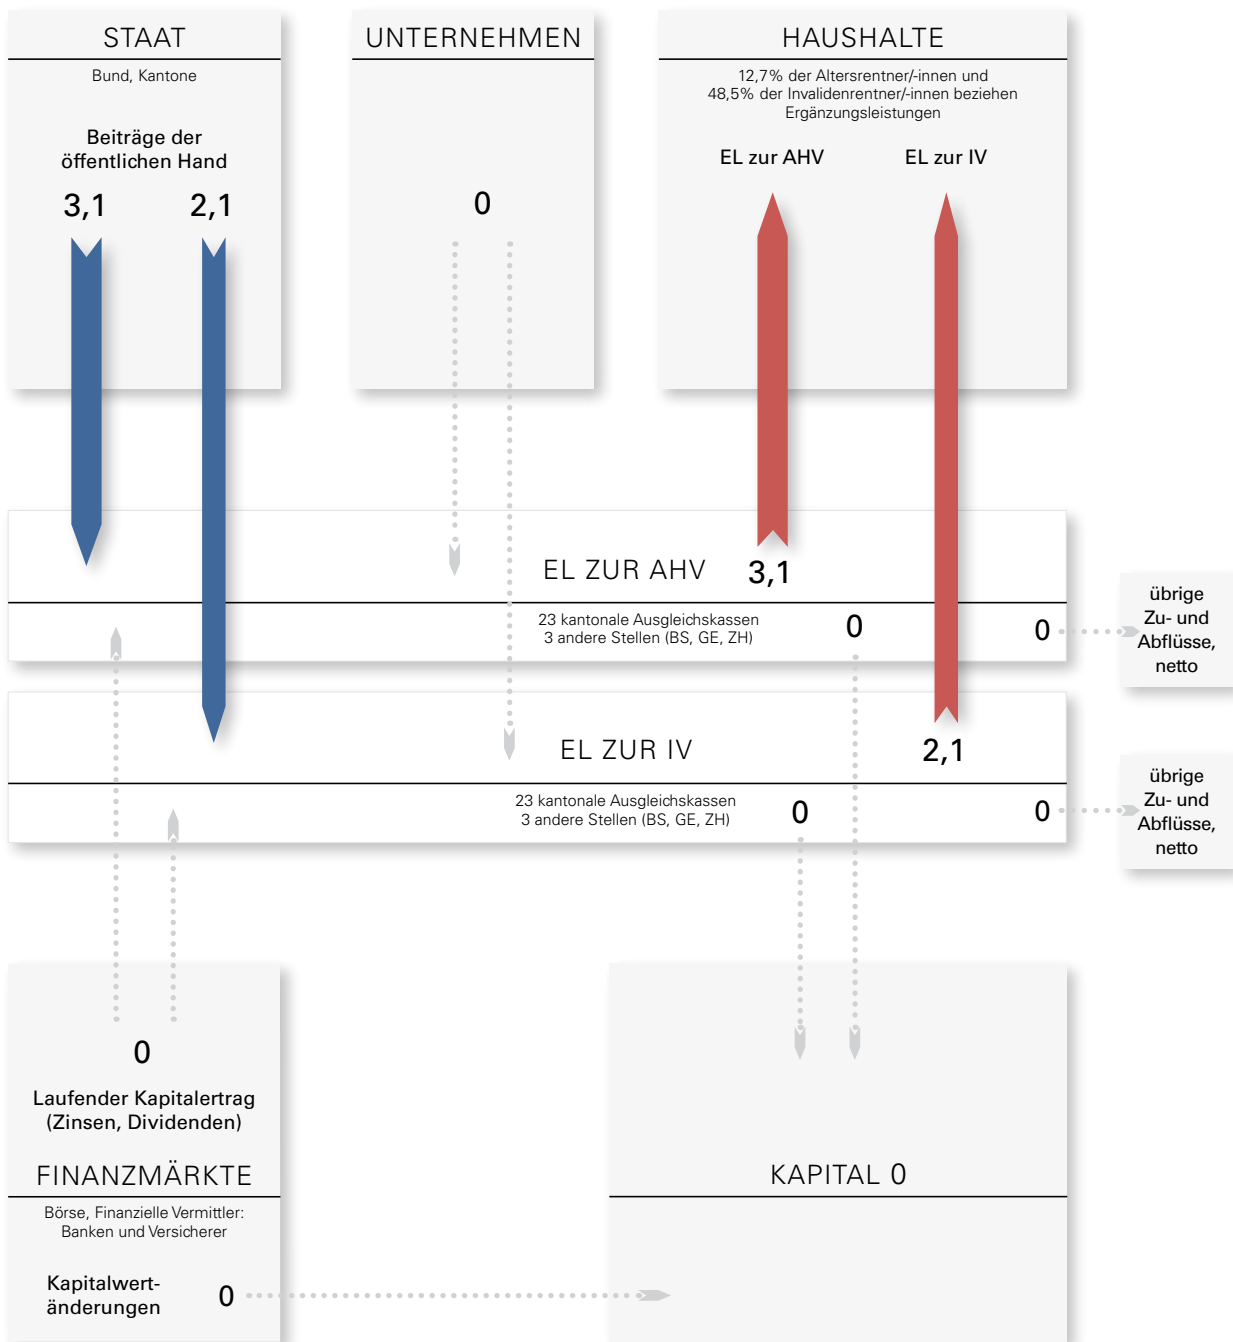 STAAT
Bund, Kantone
Beiträge der
öffentlichen Hand
3,1 2,1
UNTERNEHMEN
0
HAUSHALTE
12,7% der Altersrentner/-innen und
48,5% der Invalidenrentner/-innen beziehen
Ergänzungsleistungen
EL zur AHV EL zur IV
EL ZUR AHV 3,1
23 kantonale Ausgleichskassen
3 andere Stellen (BS, GE, ZH)
0 0
übrige
Zu- und
Abflüsse,
netto
EL ZUR IV 2,1
23 kantonale Ausgleichskassen
3 andere Stellen (BS, GE, ZH)
0 0
übrige
Zu- und
Abflüsse,
netto
0
Laufender Kapitalertrag
(Zinsen, Dividenden)
FINANZMÄRKTE
Börse, Finanzielle Vermittler:
Banken und Versicherer
Kapitalwert-
änderungen 0
KAPITAL 0